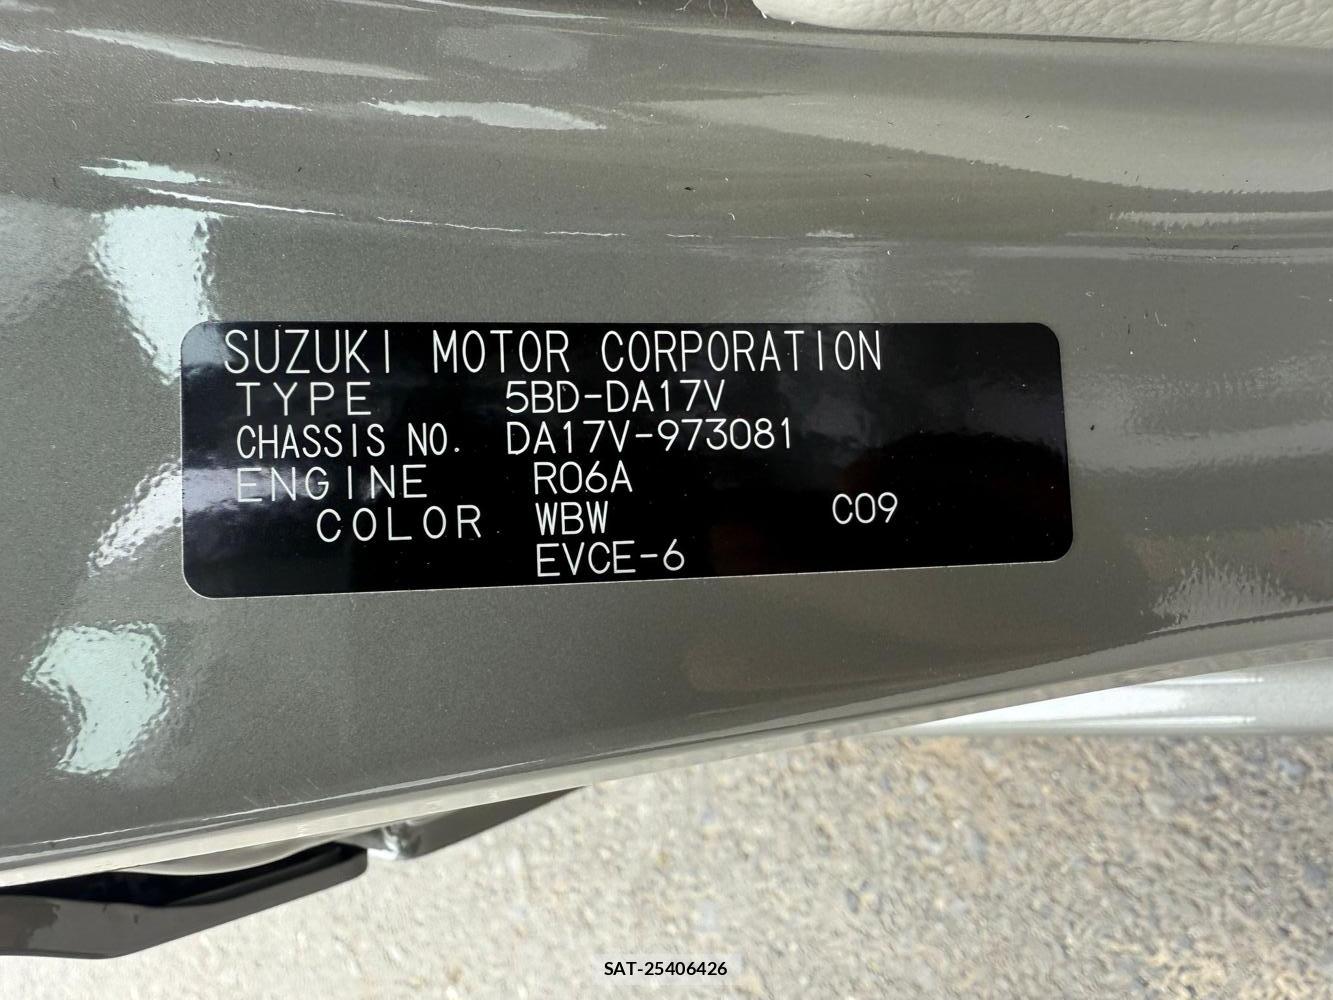 SUZUKI MOTOR CORPORATION
TYPE 5BD-DA17V
CHASSIS NO. DA17V-973081
ENGINE R06A
COLOR WBW C09
EVCE-6
SAT-25406426